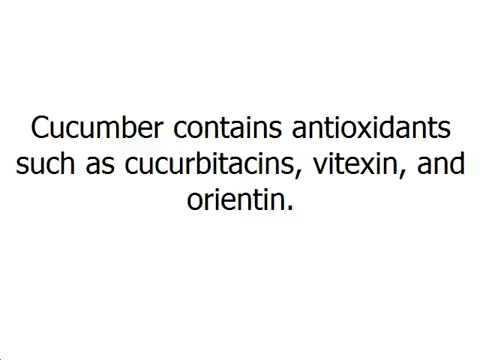 Cucumber contains antioxidants
such as cucurbitacins, vitexin, and
orientin.